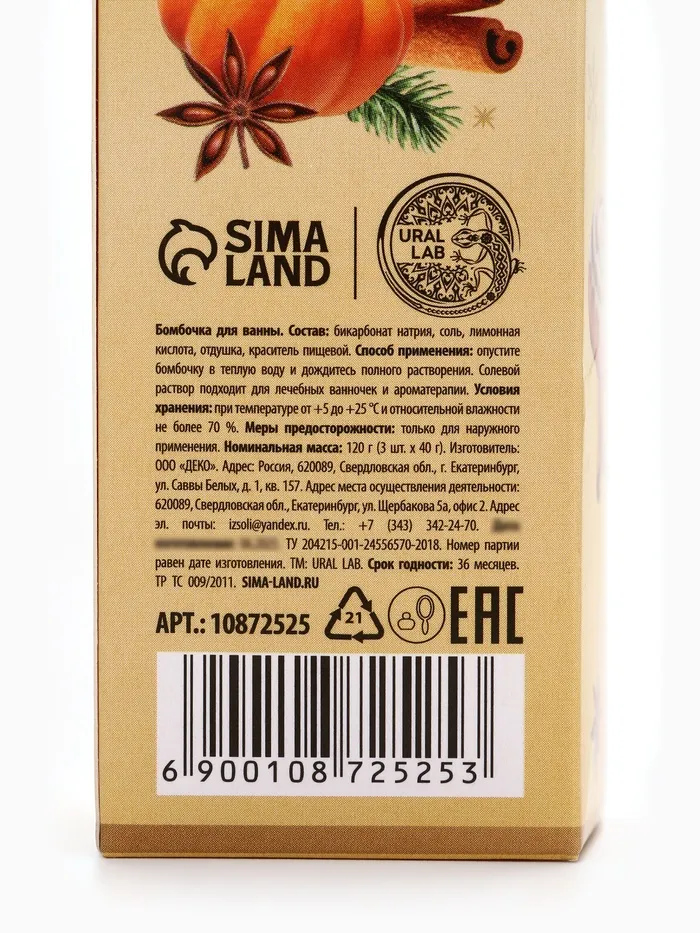 SIMA
LAND
URAL
LAB
Бомбочка для ванны. Состав: бикарбонат натрия, соль, лимонная
кислота, отдушка, краситель пищевой. Способ применения: опустите
бомбочку в теплую воду и дождитесь полного растворения. Солевой
раствор подходит для лечебных ванночек и ароматерапии. Условия
хранения: при температуре от +5 до +25 °С и относительной влажности
не более 70 %. Меры предосторожности: только для наружного
применения. Номинальная масса: 120 г (3 шт. х 40 г). Изготовитель:
ООО «ДЕКО». Адрес: Россия, 620089, Свердловская обл., г. Екатеринбург,
ул. Саввы Белых, д. 1, кв. 157. Адрес места осуществления деятельности:
620089, Свердловская обл., Екатеринбург, ул. Щербакова 5а, офис 2. Адрес
эл. почты: izsoli@yandex.ru. Тел.: +7 (343) 342-24-70.
ТУ 204215-001-24556570-2018. Номер партии
равен дате изготовления. ТМ: URAL LAB. Срок годности: 36 месяцев.
ТР ТС 009/2011. SIMA-LAND.RU
АРТ.: 10872525 21 ЕАС
6 900108 725253